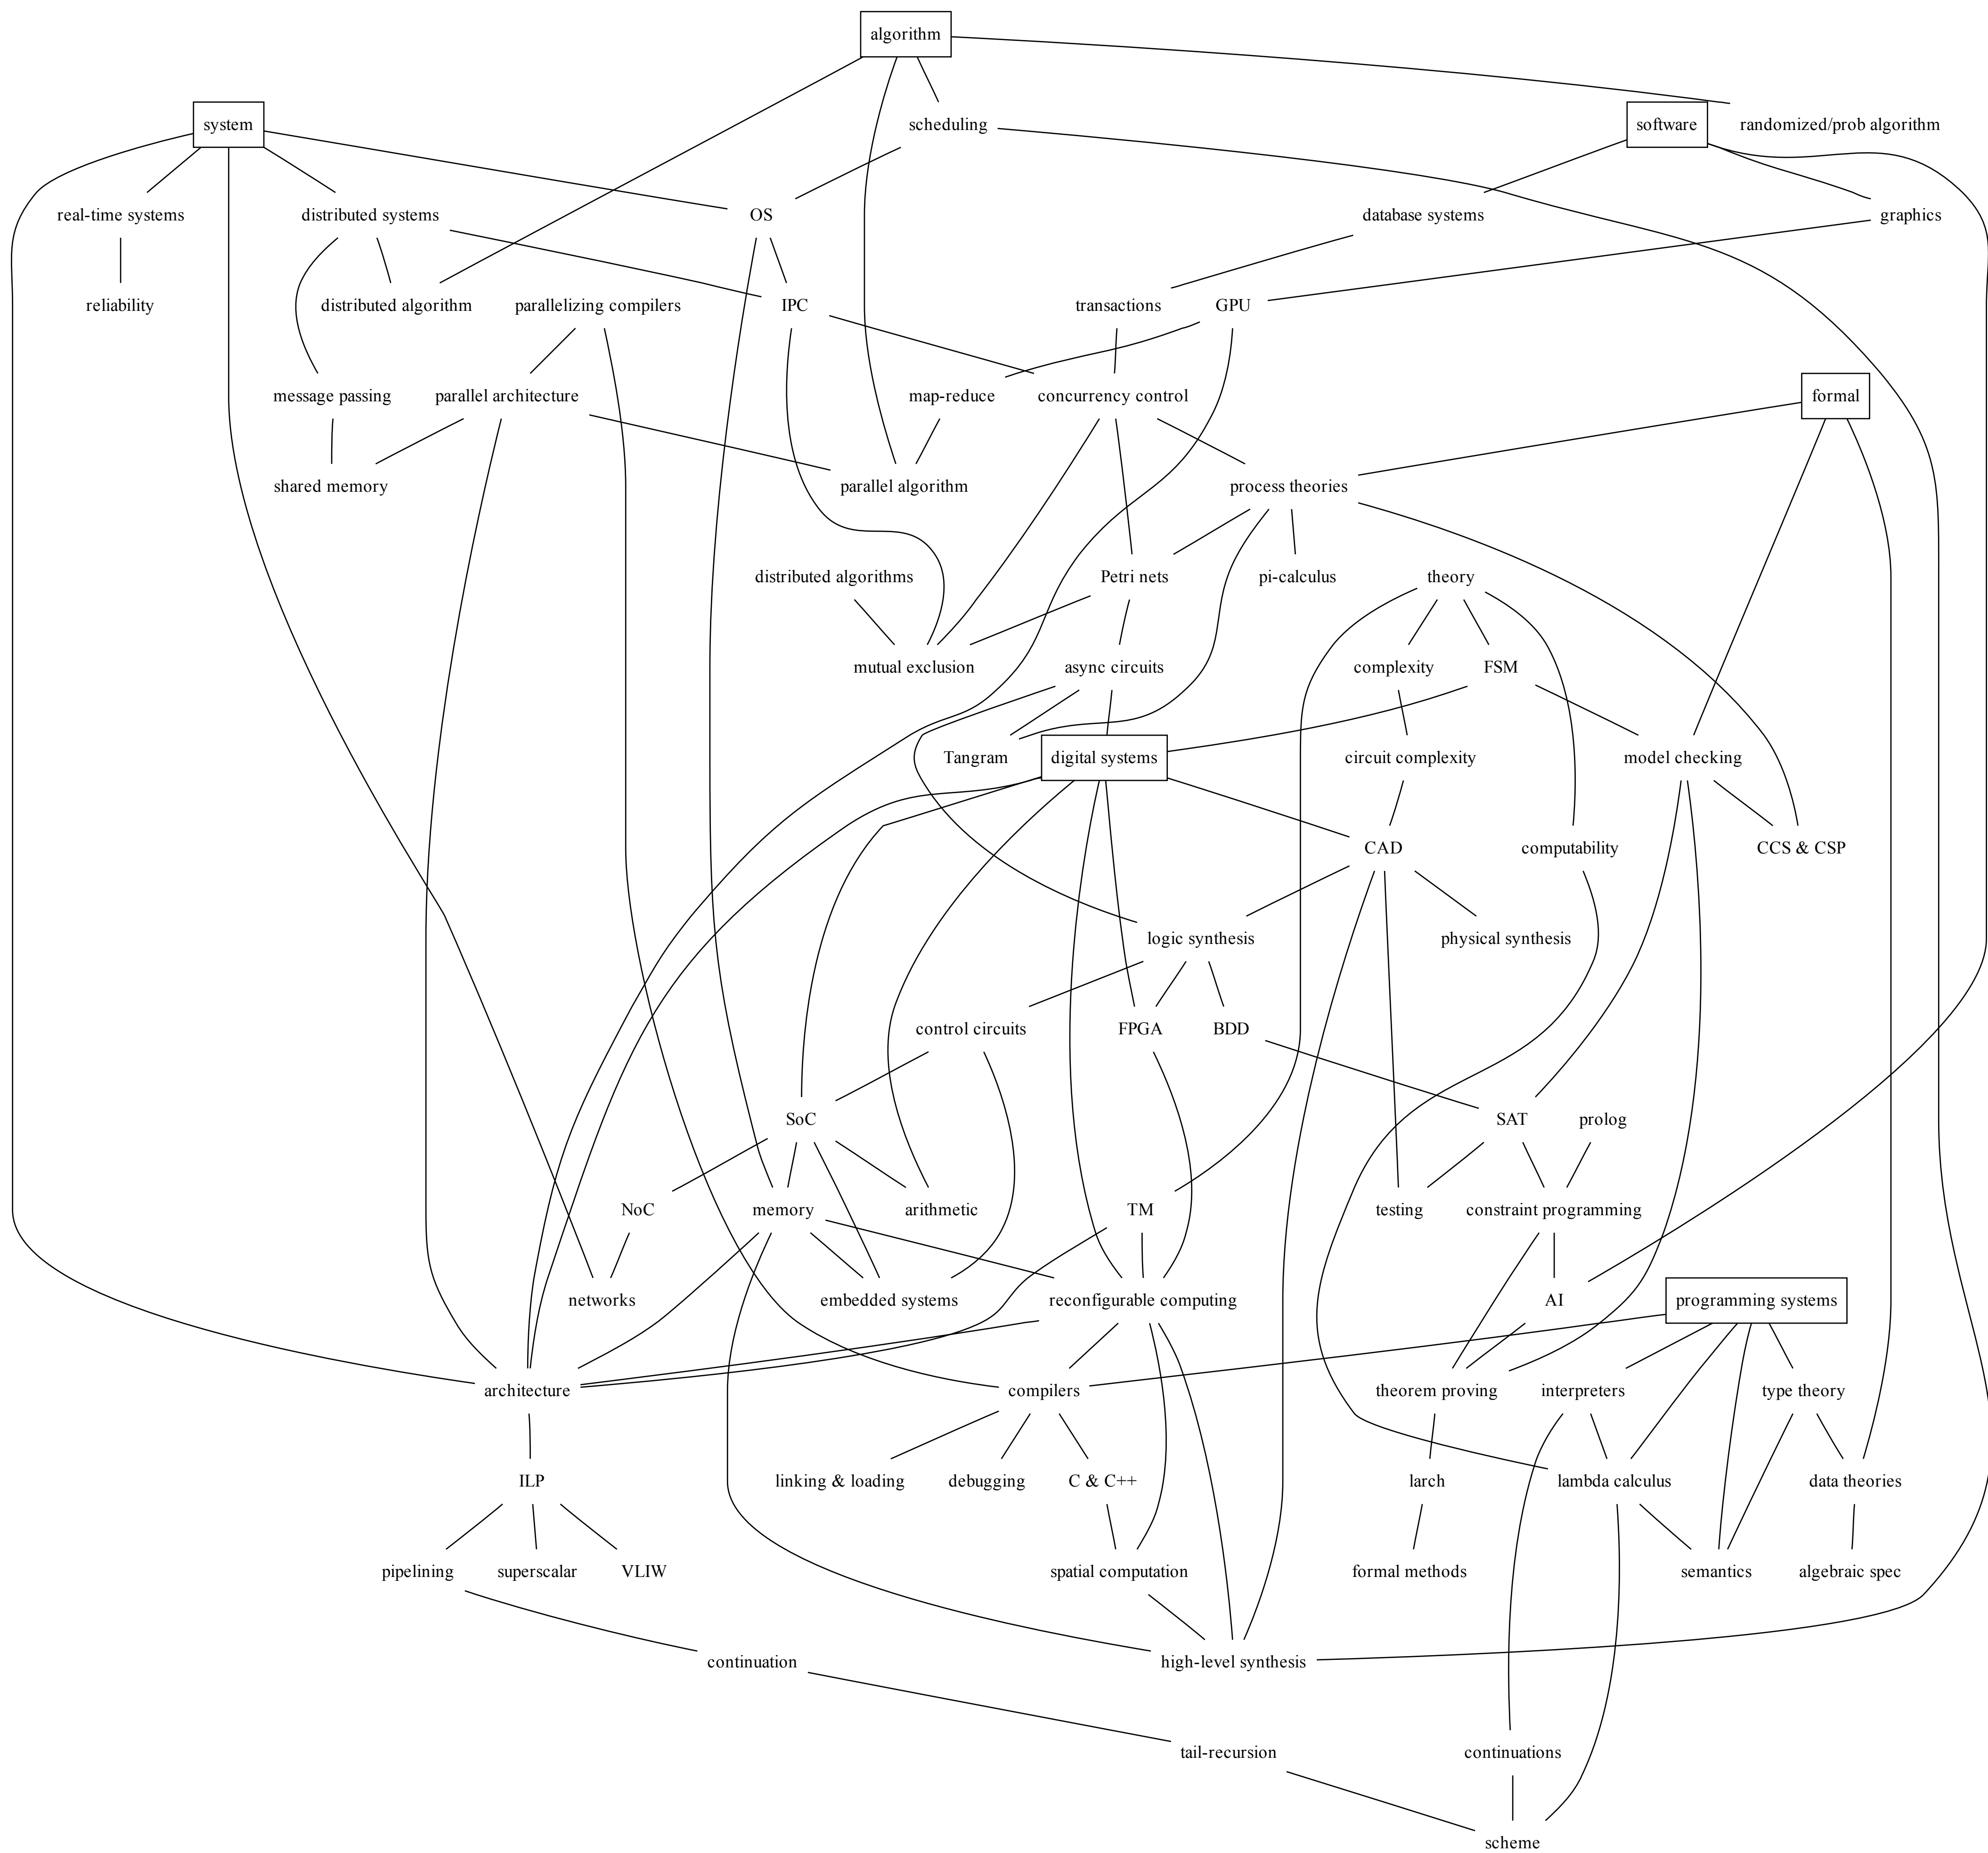 algorithm
system
scheduling
software
randomized/prob algorithm
real-time systems
distributed systems
OS
database systems
graphics
reliability
distributed algorithm
parallelizing compilers
IPC
transactions
GPU
message passing
parallel architecture
map-reduce
concurrency control
formal
shared memory
parallel algorithm
process theories
distributed algorithms
Petri nets
pi-calculus
theory
mutual exclusion
async circuits
complexity
FSM
Tangram
digital systems
circuit complexity
model checking
CAD
computability
CCS & CSP
logic synthesis
physical synthesis
control circuits
FPGA
BDD
SoC
SAT
prolog
NoC
memory
arithmetic
TM
testing
constraint programming
networks
embedded systems
reconfigurable computing
AI
programming systems
architecture
compilers
theorem proving
interpreters
type theory
ILP
linking & loading
debugging
C & C++
larch
lambda calculus
data theories
pipelining
superscalar
VLIW
spatial computation
formal methods
semantics
algebraic spec
continuation
high-level synthesis
tail-recursion
continuations
scheme